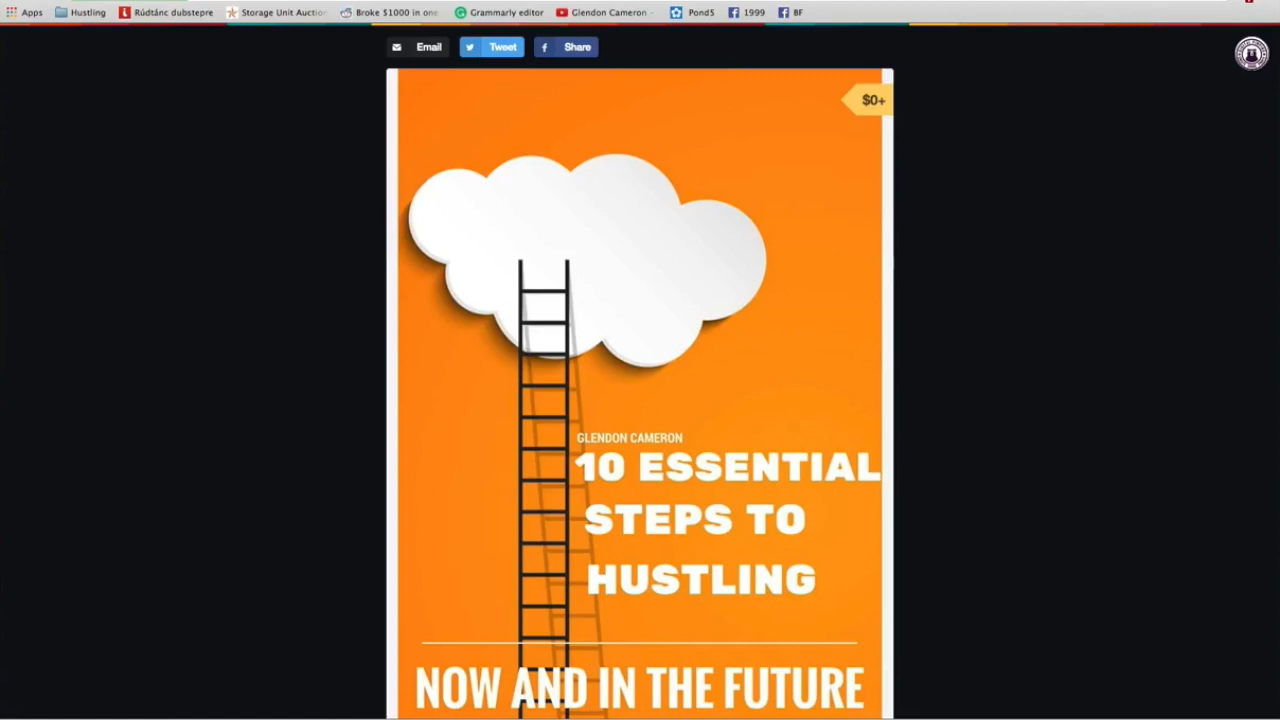 Apps Hustling Rúdtánc dubstepre Storage Unit Auctio Broke $1000 in one Grammarly editor Glendon Cameron - Pond5 1999 BF
Email Tweet Share
$0+
GLENDON CAMERON
10 ESSENTIAL
STEPS TO
HUSTLING
NOW AND IN THE FUTURE